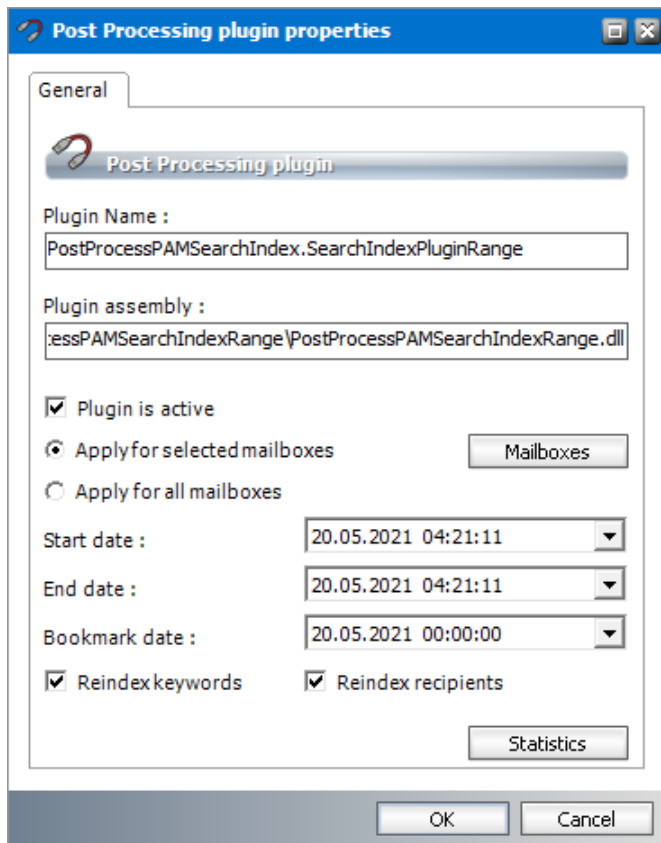 Post Processing plugin properties
General
Post Processing plugin
Plugin Name :
PostProcessPAMSearchIndex.SearchIndexPluginRange
Plugin assembly :
:essPAMSearchIndexRange\PostProcessPAMSearchIndexRange.dll
Plugin is active
Apply for selected mailboxes
Mailboxes
Apply for all mailboxes
Start date :
20.05.2021 04:21:11
End date :
20.05.2021 04:21:11
Bookmark date :
20.05.2021 00:00:00
Reindex keywords
Reindex recipients
Statistics
OK
Cancel